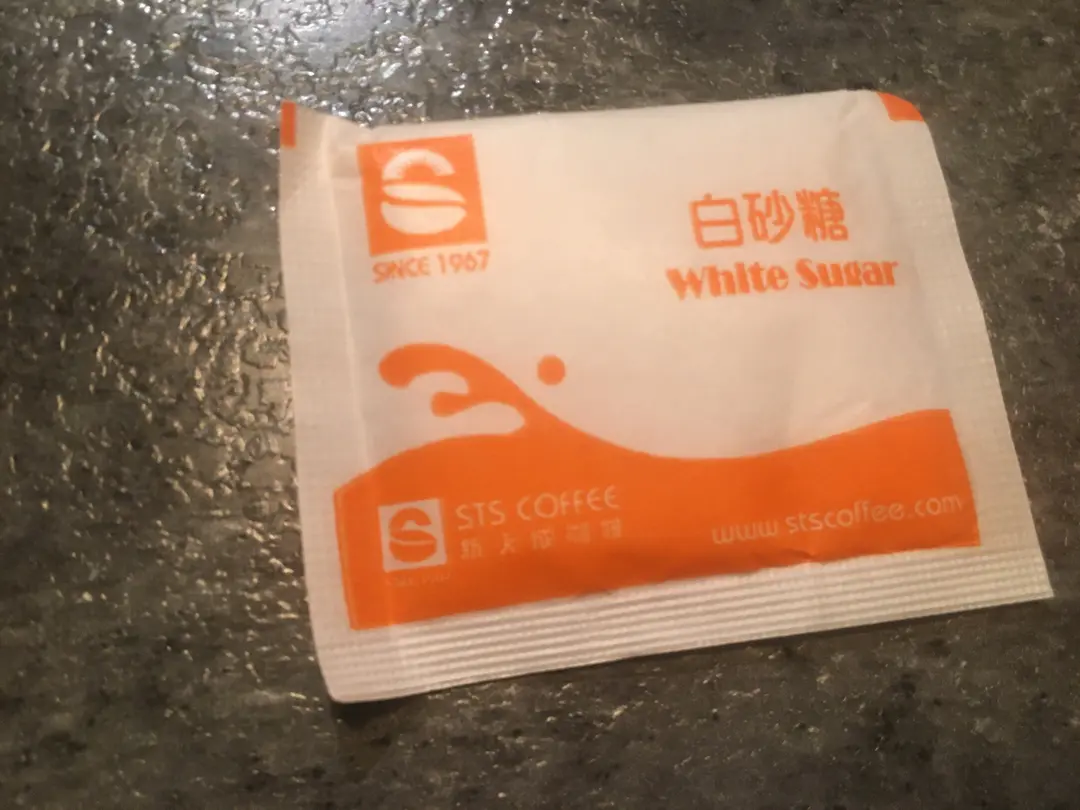 SINCE 1967
白砂糖
White Sugar
STS COFFEE
www.stscoffee.com